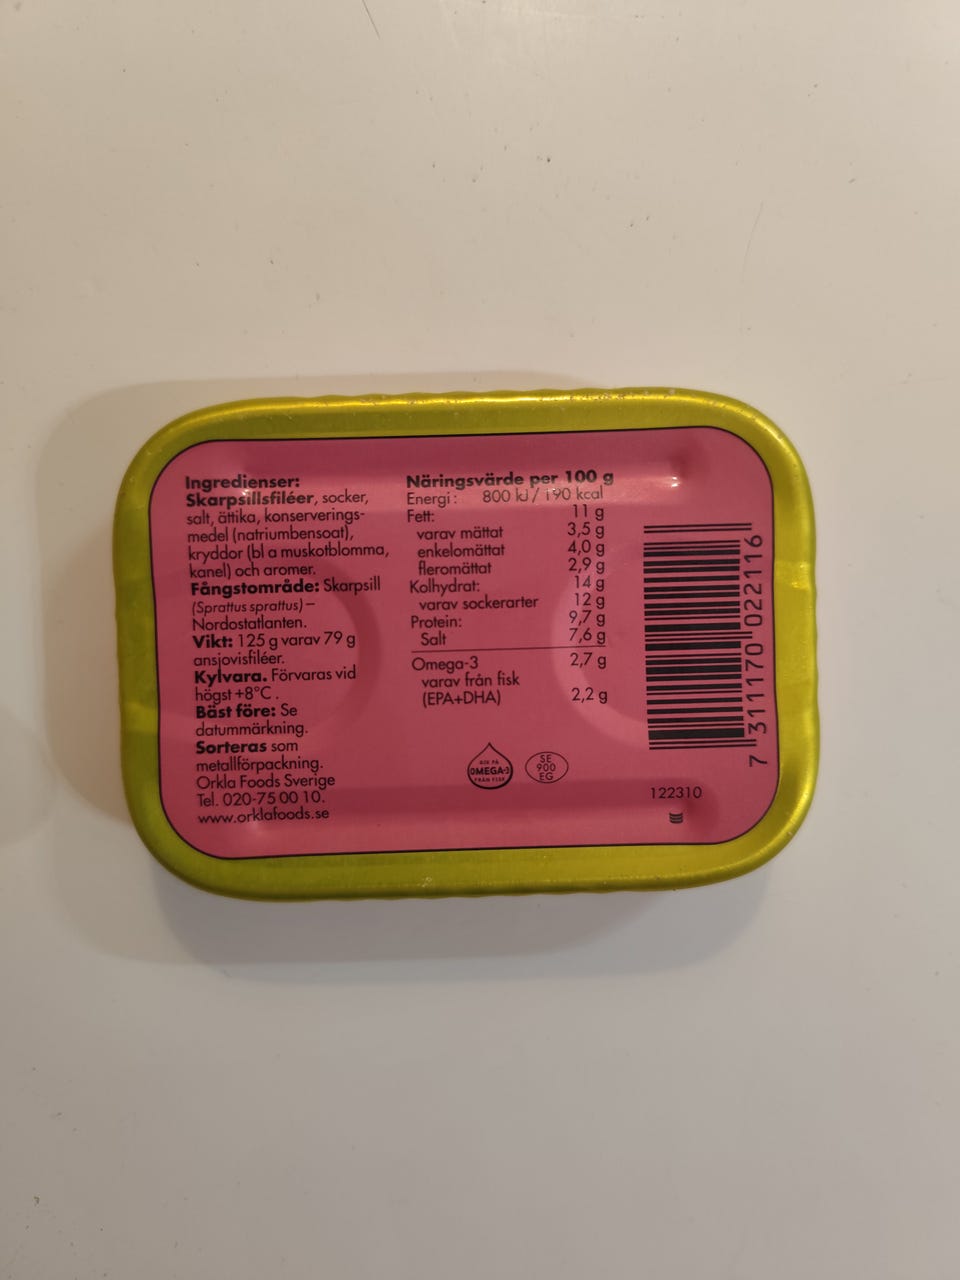 Ingredienser:
Skarpsillsfiléer, socker,
salt, ättika, konserverings-
medel (natriumbensoat),
kryddor (bl a muskotblomma,
kanel) och aromer.
Fångstområde: Skarpsill
(Sprattus sprattus) –
Nordostatlanten.
Vikt: 125 g varav 79 g
ansjovisfiléer.
Kylvara. Förvaras vid
högst +8°C.
Bäst före: Se
datummärkning.
Sorteras som
metallförpackning.
Orkla Foods Sverige
Tel. 020-75 00 10.
www.orklafoods.se
Näringsvärde per 100 g
Energi: 800 kJ / 190 kcal
Fett: 11 g
varav mättat 3,5 g
enkelomättat 4,0 g
fleromättat 2,9 g
Kolhydrat: 14 g
varav sockerarter 12 g
Protein: 9,7 g
Salt 7,6 g
Omega-3 2,7 g
varav från fisk
(EPA+DHA) 2,2 g
RIK PÅ
OMEGA-3
FRÅN FISK
SE
900
EG
122310
7 311170 022116